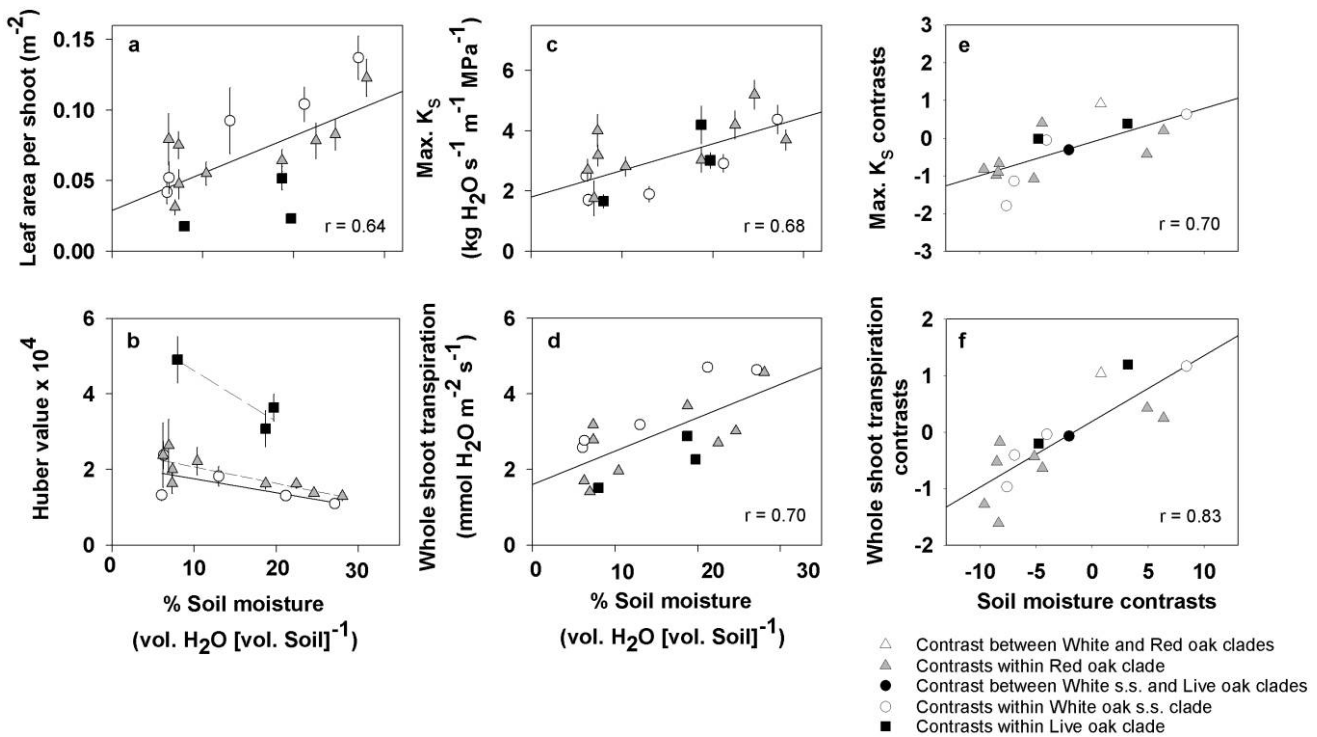 Leaf area per shoot (m-2)
0.15
0.10
0.05
0.00
a
r = 0.64
Max. KS
(kg H2O s-1 m-1 MPa-1)
6
4
2
0
c
r = 0.68
Max. KS contrasts
3
2
1
0
-1
-2
-3
e
r = 0.70
Huber value x 104
6
4
2
0
b
0
10
20
30
% Soil moisture
(vol. H2O [vol. Soil]-1)
Whole shoot transpiration
(mmol H2O m-2 s-1)
6
4
2
0
d
r = 0.70
0
10
20
30
% Soil moisture
(vol. H2O [vol. Soil]-1)
Whole shoot transpiration
contrasts
2
1
0
-1
-2
f
r = 0.83
-10
-5
0
5
10
Soil moisture contrasts
Contrast between White and Red oak clades
Contrasts within Red oak clade
Contrast between White s.s. and Live oak clades
Contrasts within White oak s.s. clade
Contrasts within Live oak clade